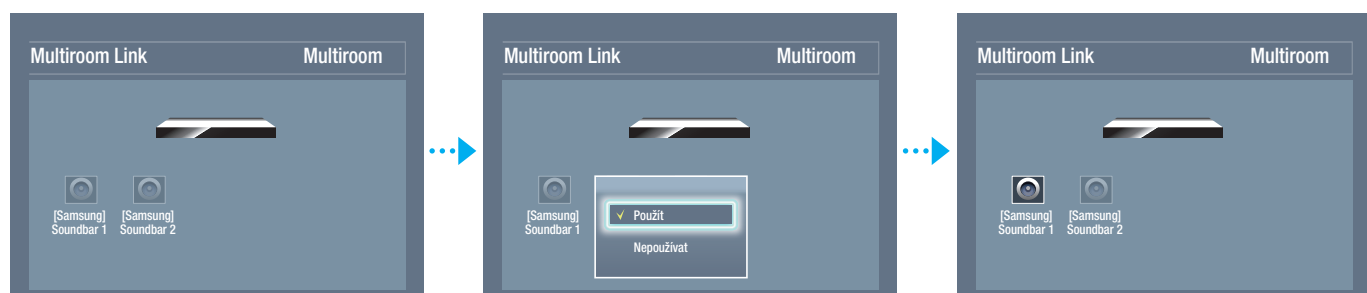 Multiroom Link Multiroom
[Samsung] [Samsung]
Soundbar 1 Soundbar 2
Multiroom Link Multiroom
[Samsung]
Soundbar 1
Použít
Nepoužívat
Multiroom Link Multiroom
[Samsung] [Samsung]
Soundbar 1 Soundbar 2